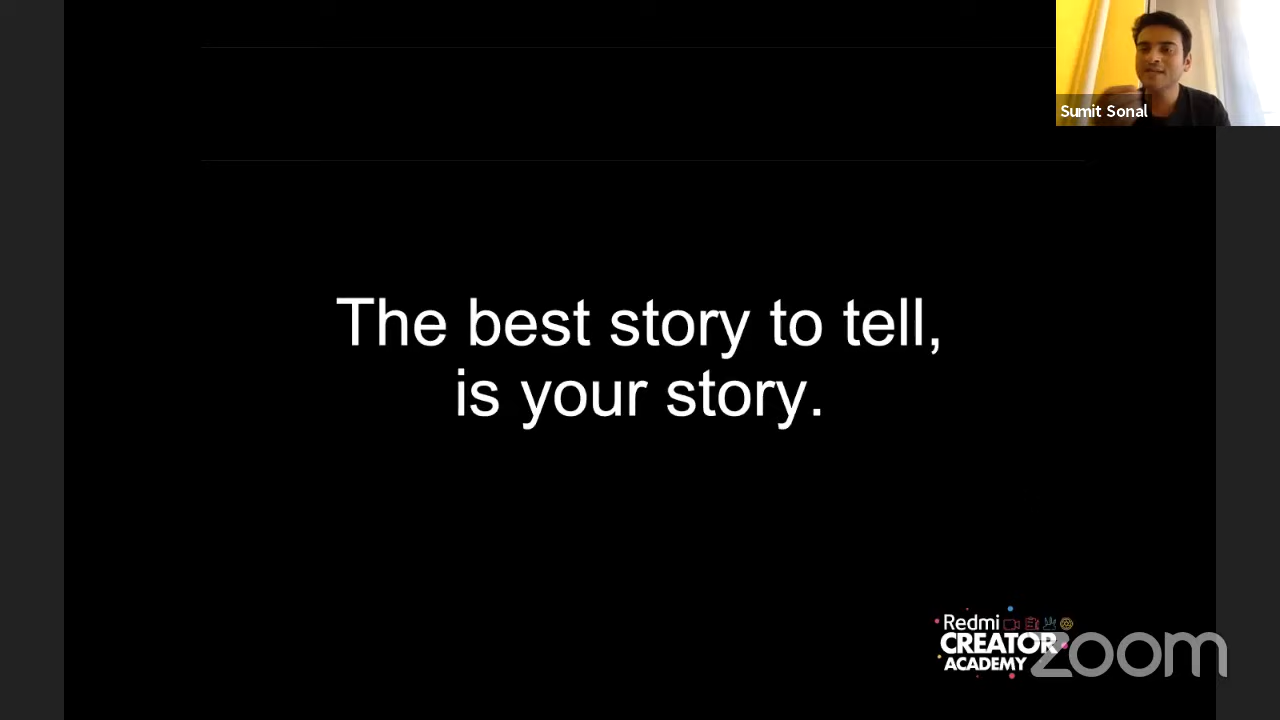 Sumit Sonal
The best story to tell,
is your story.
Redmi
CREATOR
ACADEMY
zoom